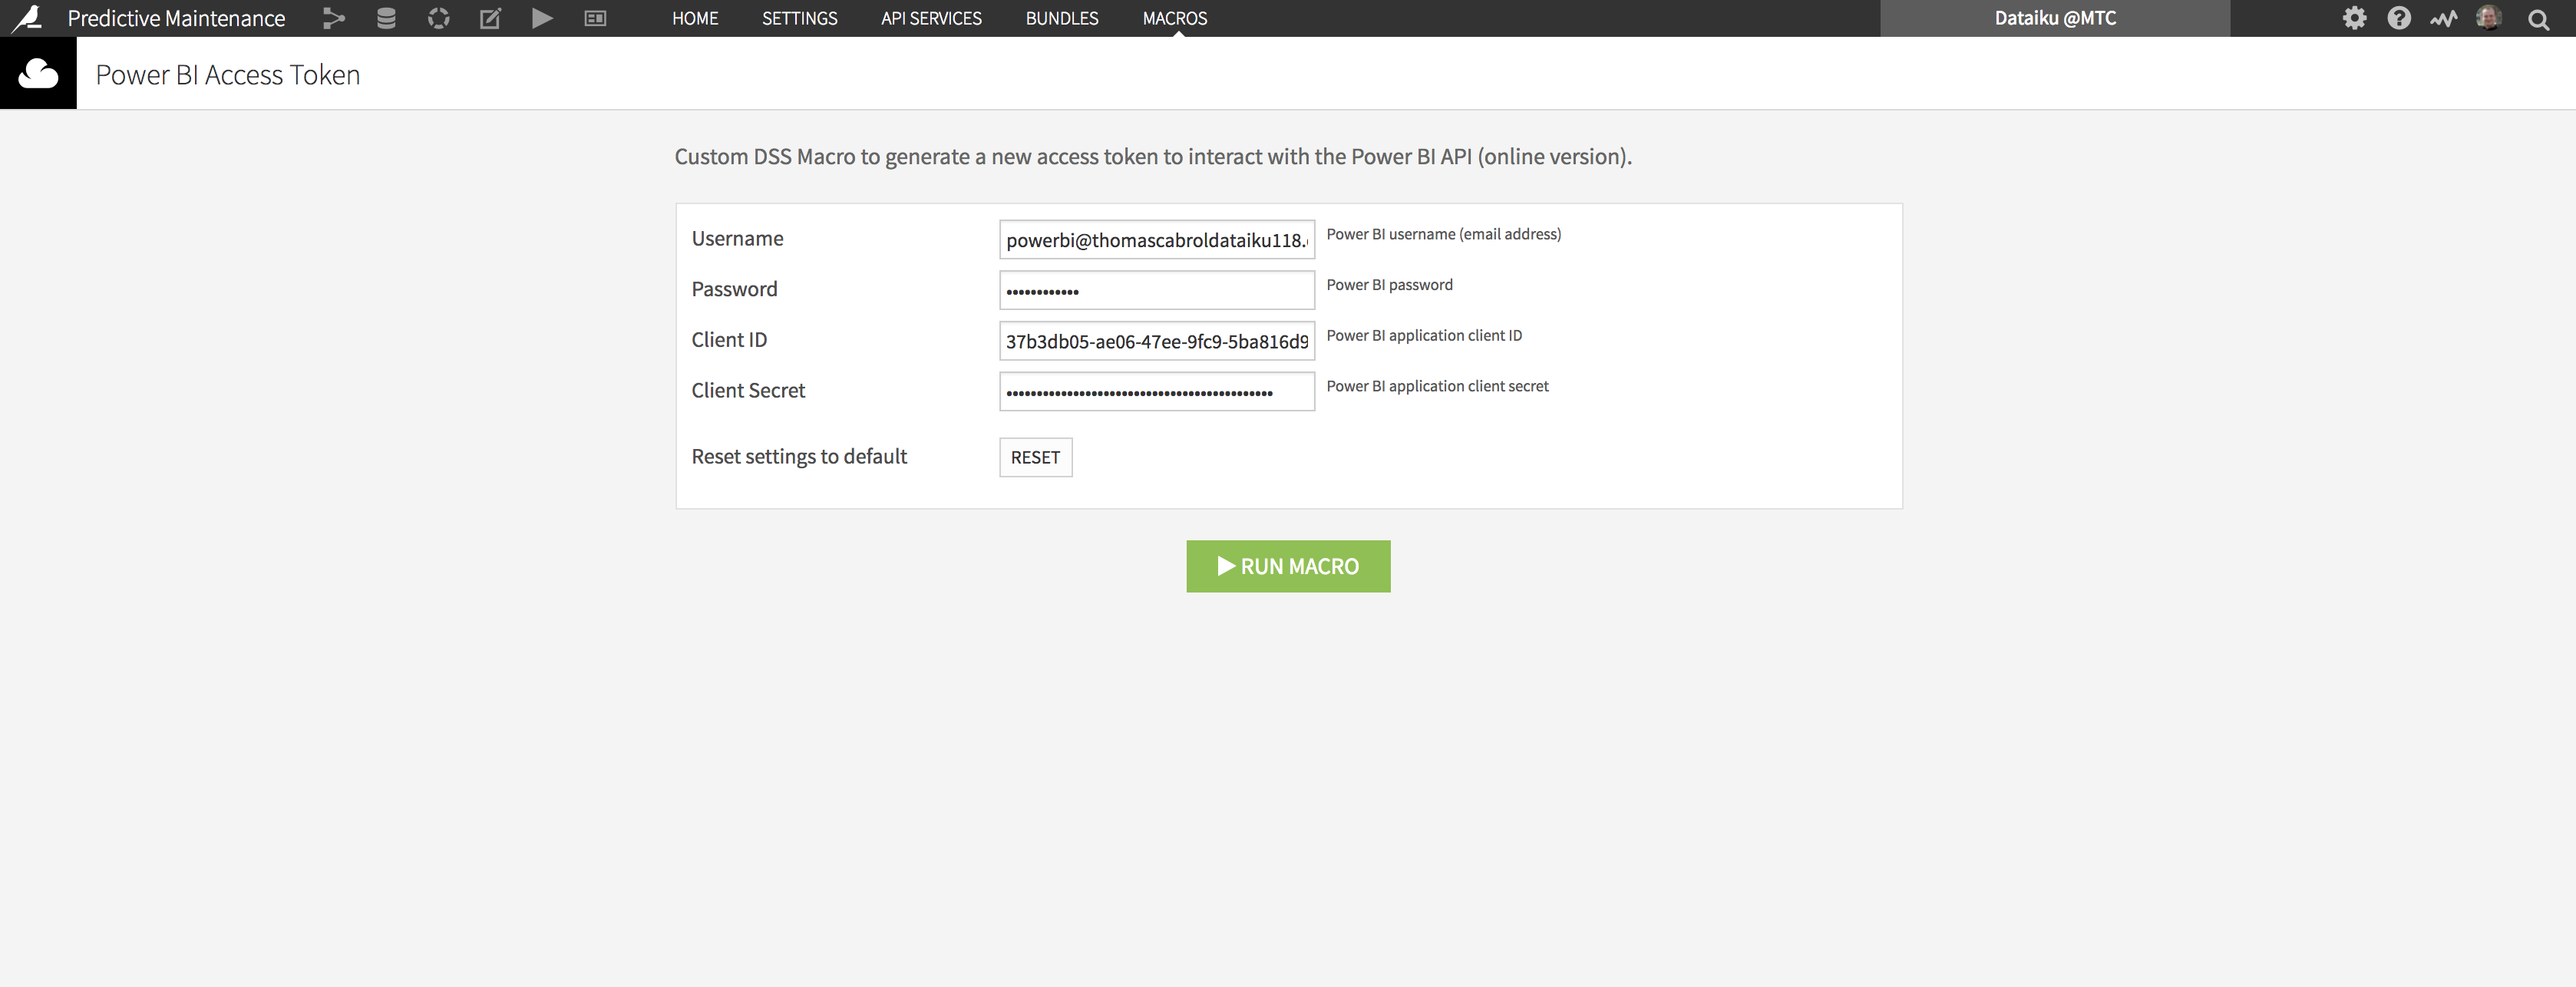 Predictive Maintenance HOME SETTINGS API SERVICES BUNDLES MACROS Dataiku @MTC
Power BI Access Token
Custom DSS Macro to generate a new access token to interact with the Power BI API (online version).
Username powerbi@thomascabroldataiku118. Power BI username (email address)
Password •••••••••••• Power BI password
Client ID 37b3db05-ae06-47ee-9fc9-5ba816d9 Power BI application client ID
Client Secret •••••••••••••••••••••••••••••••••••••••••••• Power BI application client secret
Reset settings to default RESET
RUN MACRO